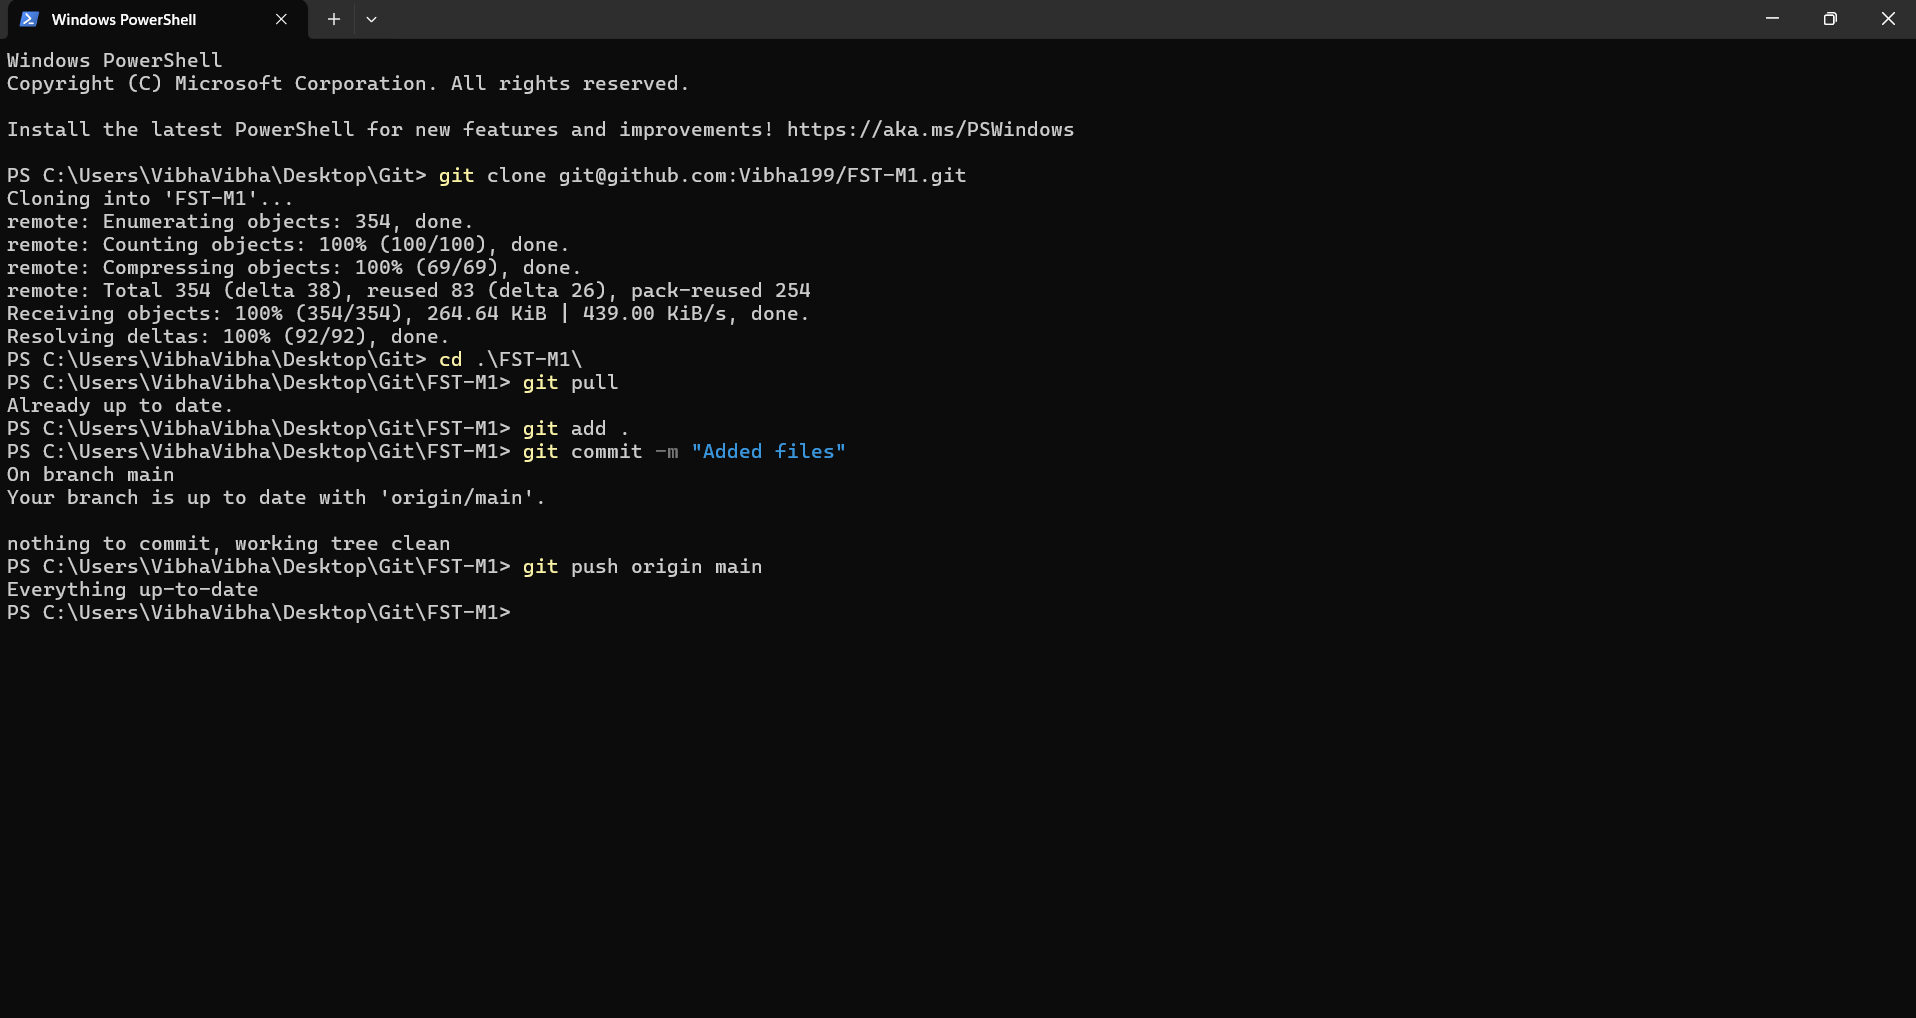 Windows PowerShell
Windows PowerShell
Copyright (C) Microsoft Corporation. All rights reserved.
Install the latest PowerShell for new features and improvements! https://aka.ms/PSWindows
PS C:\Users\VibhaVibha\Desktop\Git> git clone git@github.com:Vibha199/FST-M1.git
Cloning into 'FST-M1'...
remote: Enumerating objects: 354, done.
remote: Counting objects: 100% (100/100), done.
remote: Compressing objects: 100% (69/69), done.
remote: Total 354 (delta 38), reused 83 (delta 26), pack-reused 254
Receiving objects: 100% (354/354), 264.64 KiB | 439.00 KiB/s, done.
Resolving deltas: 100% (92/92), done.
PS C:\Users\VibhaVibha\Desktop\Git> cd .\FST-M1\
PS C:\Users\VibhaVibha\Desktop\Git\FST-M1> git pull
Already up to date.
PS C:\Users\VibhaVibha\Desktop\Git\FST-M1> git add .
PS C:\Users\VibhaVibha\Desktop\Git\FST-M1> git commit -m "Added files"
On branch main
Your branch is up to date with 'origin/main'.
nothing to commit, working tree clean
PS C:\Users\VibhaVibha\Desktop\Git\FST-M1> git push origin main
Everything up-to-date
PS C:\Users\VibhaVibha\Desktop\Git\FST-M1>